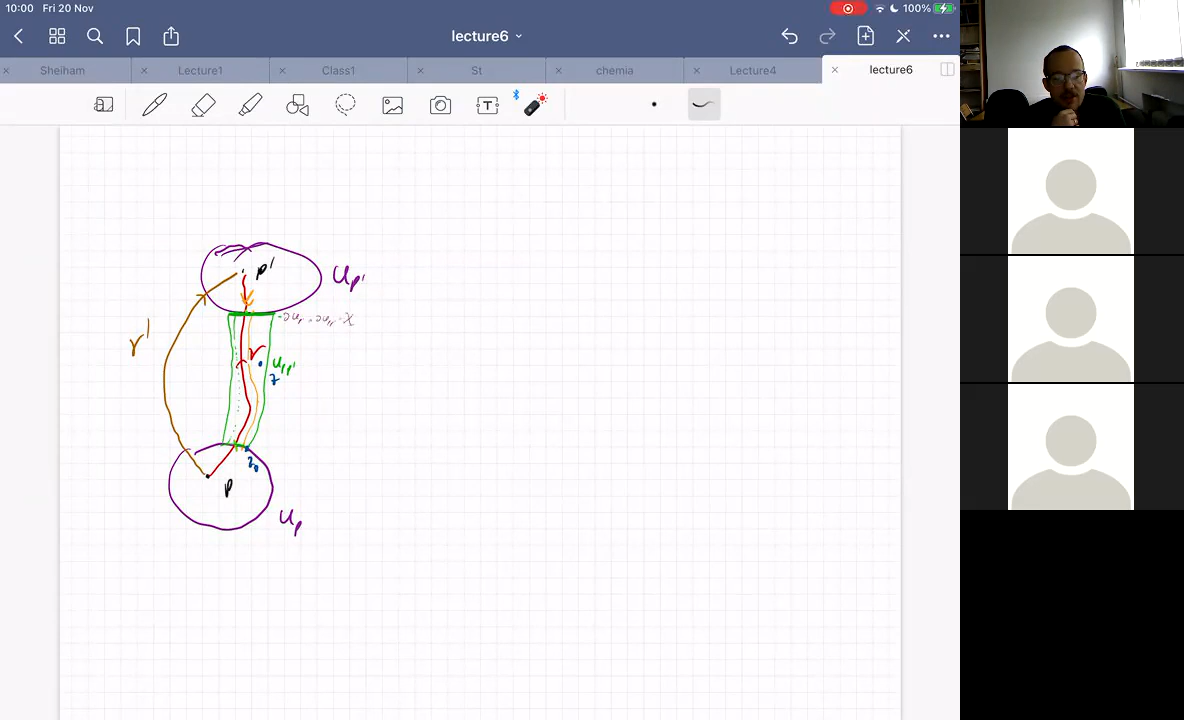 10:00 Fri 20 Nov
100%
lecture6
Sheiham
Lecture1
Class1
St
chemia
Lecture4
lecture6
T
p'
U_p'
γ'
γ
U_pp'
z
z_0
p
U_p